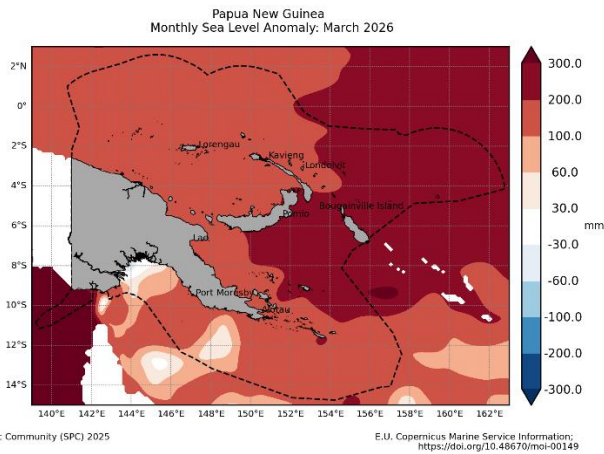 Papua New Guinea
Monthly Sea Level Anomaly: March 2026
2°N
0°
2°S
4°S
6°S
8°S
10°S
12°S
14°S
Lorengau
Kavieng
Londolovit
Bougainville Island
Pomio
Lae
Port Moresby
Alotau
140°E 142°E 144°E 146°E 148°E 150°E 152°E 154°E 156°E 158°E 160°E 162°E
300.0
200.0
100.0
60.0
30.0
mm
-30.0
-60.0
-100.0
-200.0
-300.0
: Community (SPC) 2025
E.U. Copernicus Marine Service Information;
https://doi.org/10.48670/moi-00149